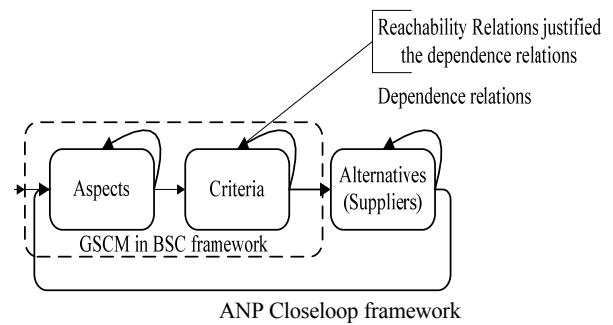 Reachability Relations justified
the dependence relations
Dependence relations
Aspects
Criteria
Alternatives
(Suppliers)
GSCM in BSC framework
ANP Closeloop framework